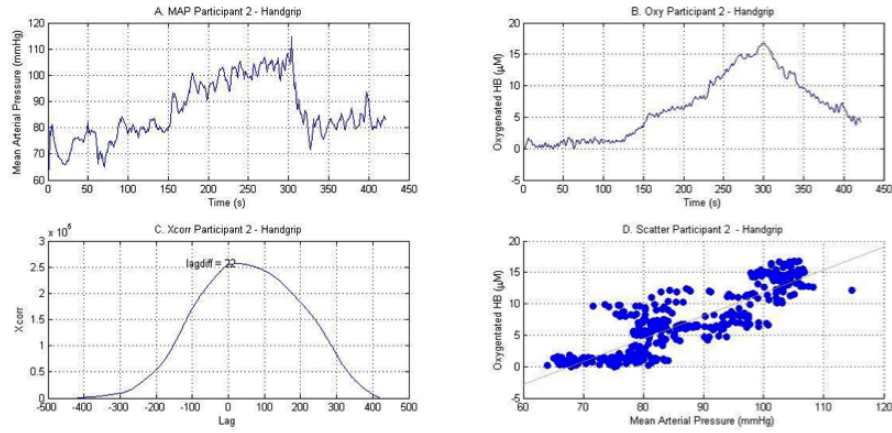 A. MAP Participant 2 - Handgrip
Mean Arterial Pressure (mmHg)
120
110
100
90
80
70
60
0 50 100 150 200 250 300 350 400 450
Time (s)
B. Oxy Participant 2 - Handgrip
Oxygenated HB (μM)
20
15
10
5
0
-5
0 50 100 150 200 250 300 350 400 450
Time (s)
C. Xcorr Participant 2 - Handgrip
x 10
Xcorr
3
2.5
2
1.5
1
0.5
0
lagdiff = 22
-500 -400 -300 -200 -100 0 100 200 300 400 500
Lag
D. Scatter Participant 2 - Handgrip
Oxygentated HB (μM)
20
15
10
5
0
-5
60 70 80 90 100 110 120
Mean Arterial Pressure (mmHg)